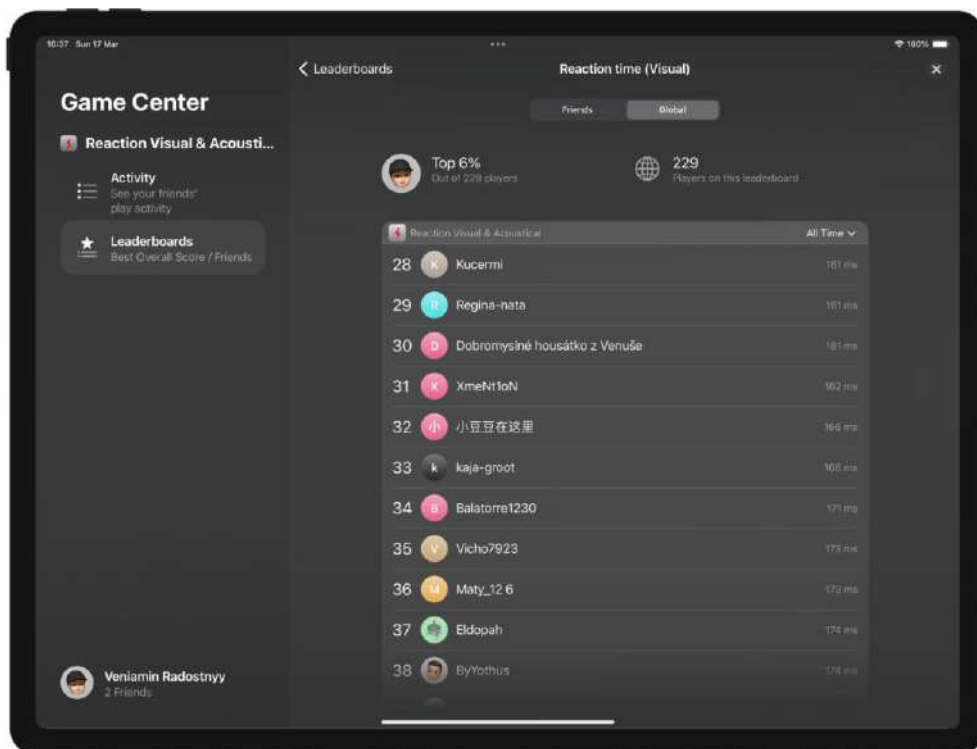 16:37 Sun 17 Mar
100%
Game Center
Reaction Visual & Acousti...
Activity
See your friends'
play activity
Leaderboards
Best Overall Score / Friends
Veniamin Radostnyy
2 Friends
Leaderboards
Reaction time (Visual)
Friends
Global
Top 6%
Out of 229 players
229
Players on this leaderboard
Reaction Visual & Acoustical
All Time
28 K Kucermi 161 ms
29 R Regina-nata 161 ms
30 D Dobromyslné housátko z Venuše 161 ms
31 X XmeNt1oN 162 ms
32 小 小豆豆在这里 166 ms
33 k kaja-groot 166 ms
34 B Balatorre1230 171 ms
35 V Vicho7923 173 ms
36 M Maty_12 6 173 ms
37 Eldopah 174 ms
38 ByYothus 174 ms